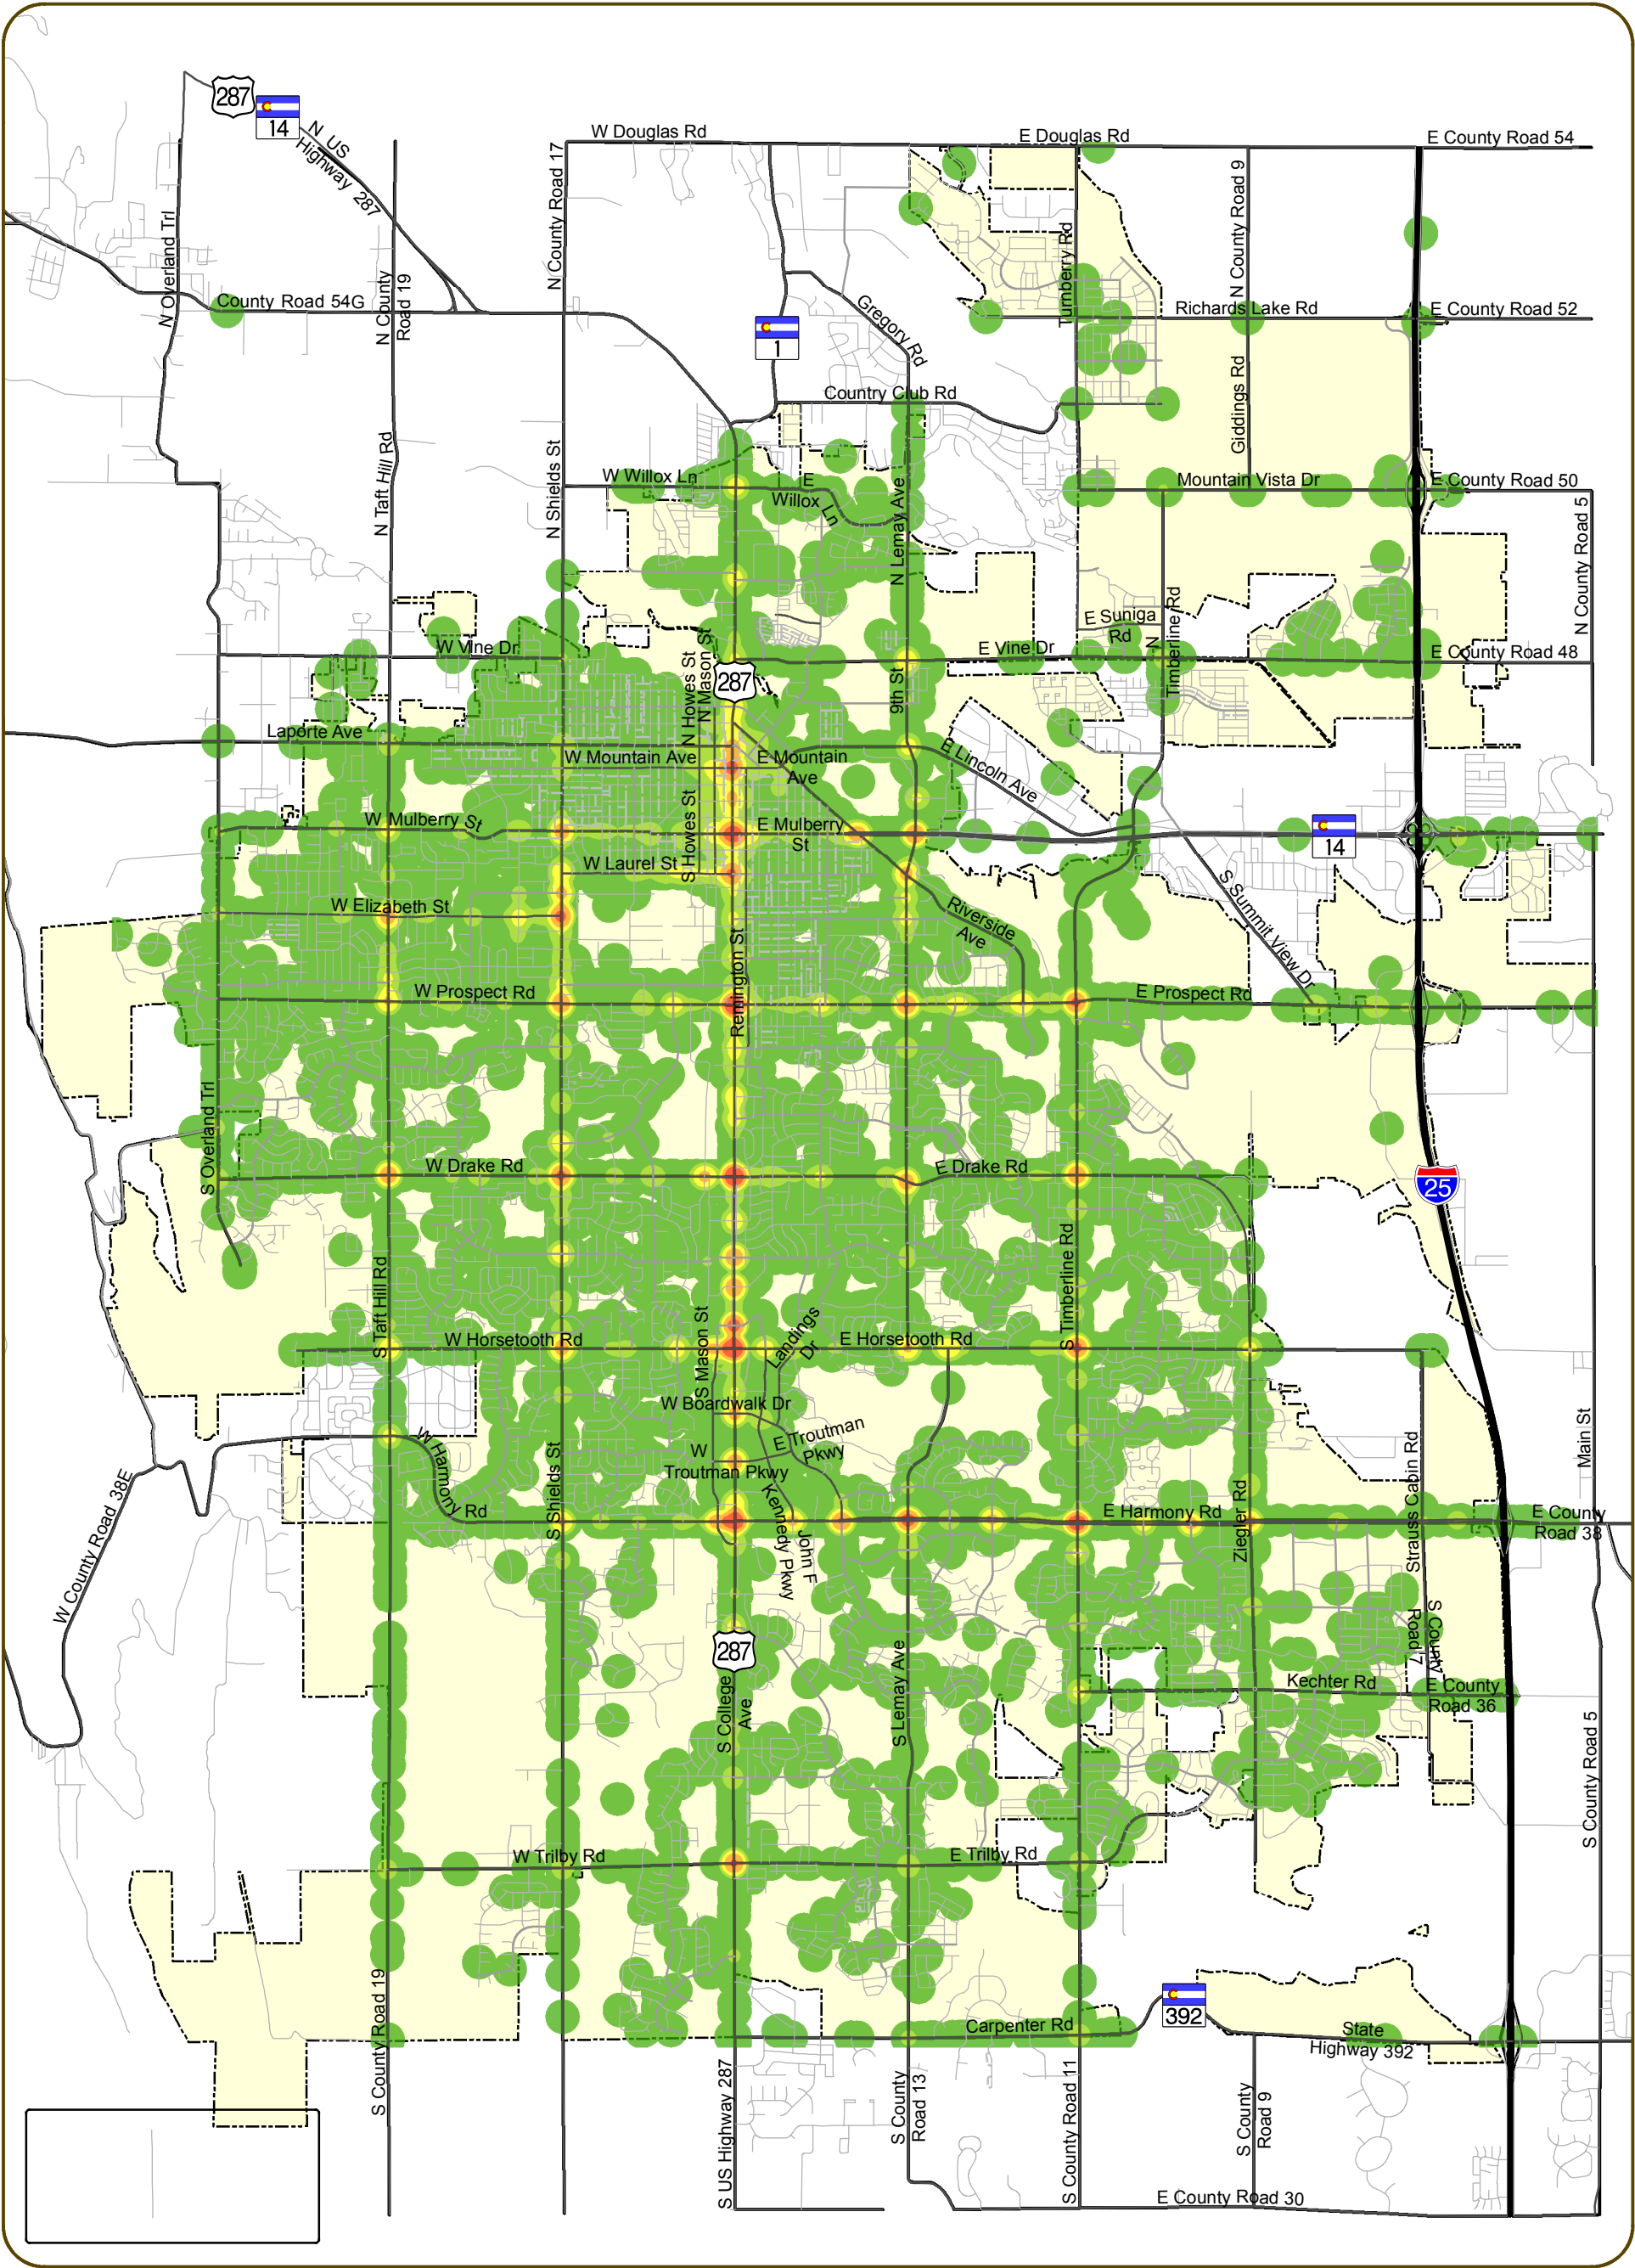 287
14
N US
Highway 287
W Douglas Rd
E Douglas Rd
E County Road 54
N County Road 17
N County Road 9
N Overland Trl
N County
Road 19
Turnberry Rd
County Road 54G
Gregory Rd
Richards Lake Rd
E County Road 52
1
Giddings Rd
Country Club Rd
N Taft Hill Rd
N Shields St
W Willox Ln
E
Willox
Ln
N Lemay Ave
Mountain Vista Dr
E County Road 50
N County Road 5
E Suniga
Rd
N
Timberline Rd
W Vine Dr
E Vine Dr
E County Road 48
N Howes St
N Mason St
287
9th St
Laporte Ave
W Mountain Ave
E Mountain
Ave
E Lincoln Ave
W Mulberry St
S Howes St
E Mulberry
St
14
W Laurel St
S Summit View Dr
W Elizabeth St
Riverside
Ave
Remington St
W Prospect Rd
E Prospect Rd
S Overland Trl
W Drake Rd
E Drake Rd
25
S Taft Hill Rd
S Timberline Rd
W Horsetooth Rd
S Mason St
Landings
Dr
E Horsetooth Rd
W Boardwalk Dr
E Troutman
Pkwy
W
Troutman Pkwy
Main St
W Harmony Rd
S Shields St
Strauss Cabin Rd
W County Road 38E
Kennedy Pkwy
John F
E Harmony Rd
Ziegler Rd
E County
Road 38
287
S County
Road 7
S College
Ave
S Lemay Ave
Kechter Rd
E County
Road 36
S County Road 5
W Trilby Rd
E Trilby Rd
S County Road 19
392
Carpenter Rd
State
Highway 392
S US Highway 287
S County
Road 13
S County Road 11
S County
Road 9
E County Road 30